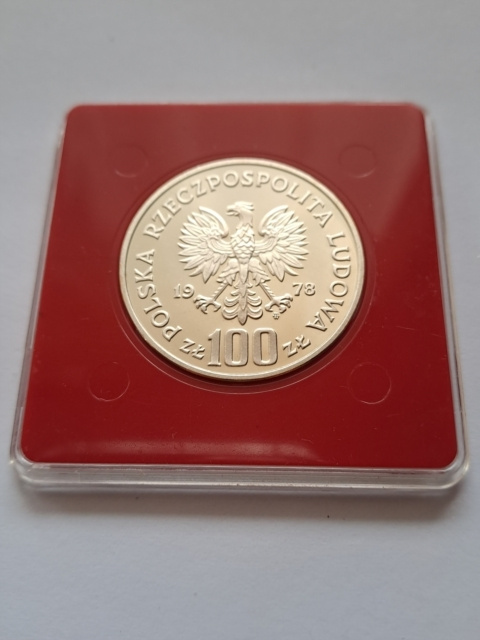 POLSKA RZECZPOSPOLITA LUDOWA
19 78
ZŁ 100 ZŁ